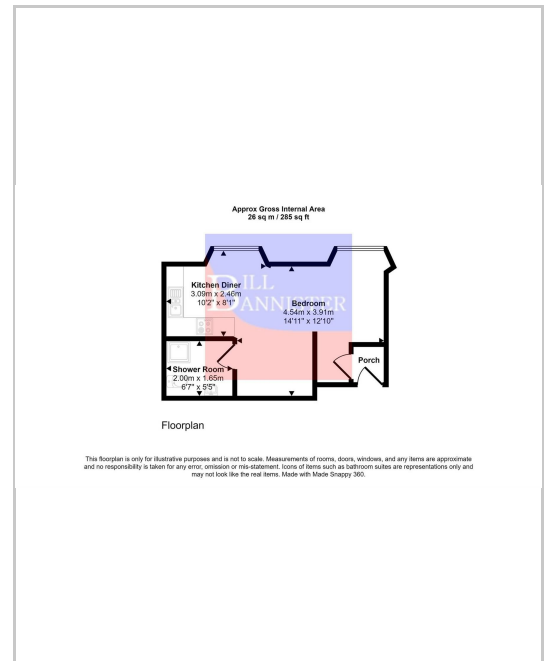 Approx Gross Internal Area
26 sq m / 285 sq ft
Kitchen Diner
3.09m x 2.46m
10'2" x 8'1"
BILL
BANNISTER
Bedroom
4.54m x 3.91m
14'11" x 12'10"
Porch
Shower Room
2.00m x 1.65m
6'7" x 5'5"
Floorplan
This floorplan is only for illustrative purposes and is not to scale. Measurements of rooms, doors, windows, and any items are approximate
and no responsibility is taken for any error, omission or mis-statement. Icons of items such as bathroom suites are representations only and
may not look like the real items. Made with Made Snappy 360.